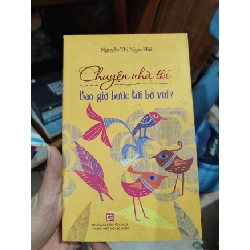 Nguyễn Thị Ngọc Hải
Chuyện nhà tôi
Bao giờ bước tới bờ vui?